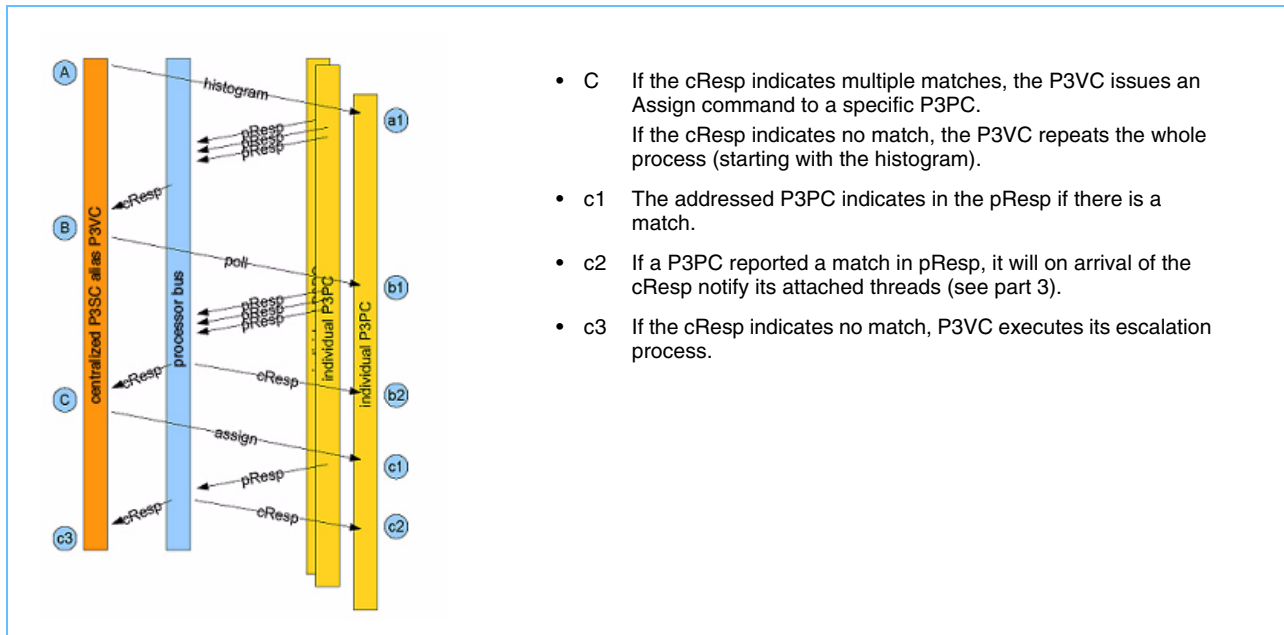 A
histogram
a1
pResp
pResp
pResp
cResp
B
poll
b1
pResp
pResp
pResp
cResp
cResp
b2
C
assign
c1
pResp
cResp
cResp
c2
c3
centralized P3SC alias P3VC
processor bus
individual P3PC
individual P3PC
• C If the cResp indicates multiple matches, the P3VC issues an
Assign command to a specific P3PC.
If the cResp indicates no match, the P3VC repeats the whole
process (starting with the histogram).
• c1 The addressed P3PC indicates in the pResp if there is a
match.
• c2 If a P3PC reported a match in pResp, it will on arrival of the
cResp notify its attached threads (see part 3).
• c3 If the cResp indicates no match, P3VC executes its escalation
process.